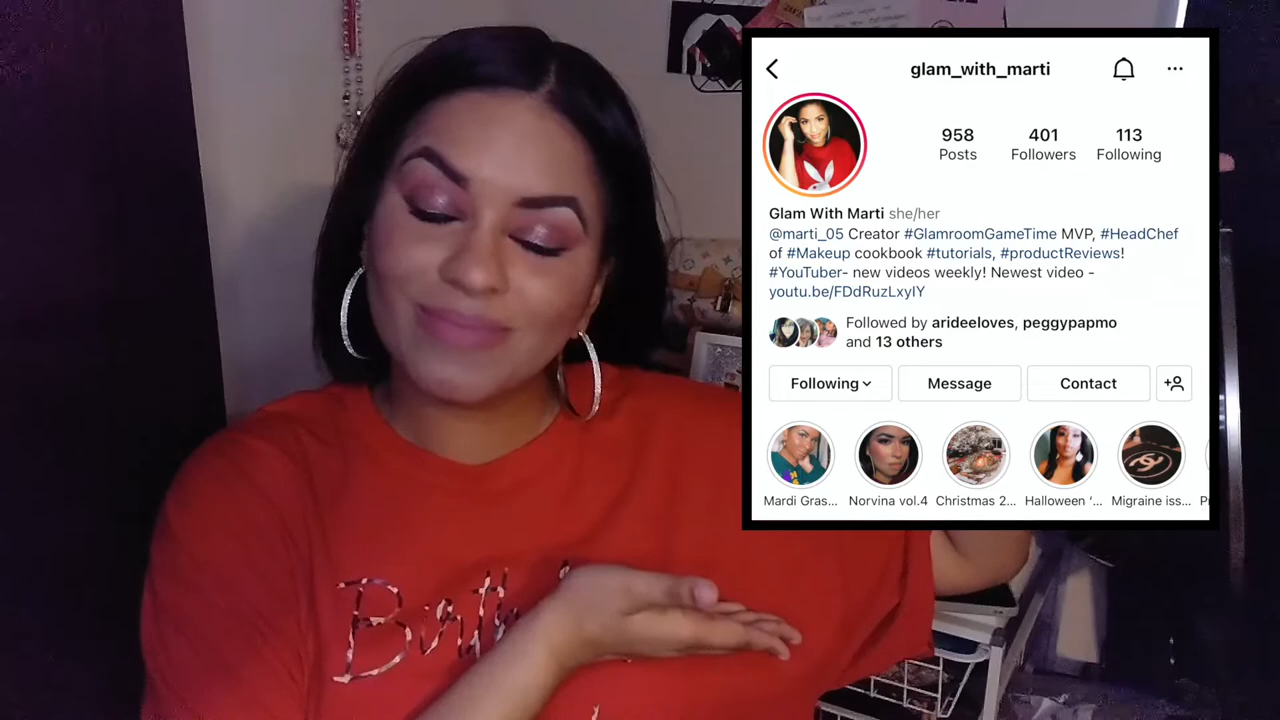 glam_with_marti
958 401 113
Posts Followers Following
Glam With Marti she/her
@marti_05 Creator #GlamroomGameTime MVP, #HeadChef
of #Makeup cookbook #tutorials, #productReviews!
#YouTuber- new videos weekly! Newest video -
youtu.be/FDdRuzLxyIY
Followed by arideeloves, peggypapmo
and 13 others
Following Message Contact
Mardi Gras... Norvina vol.4 Christmas 2... Halloween ‘... Migraine iss...
Birth